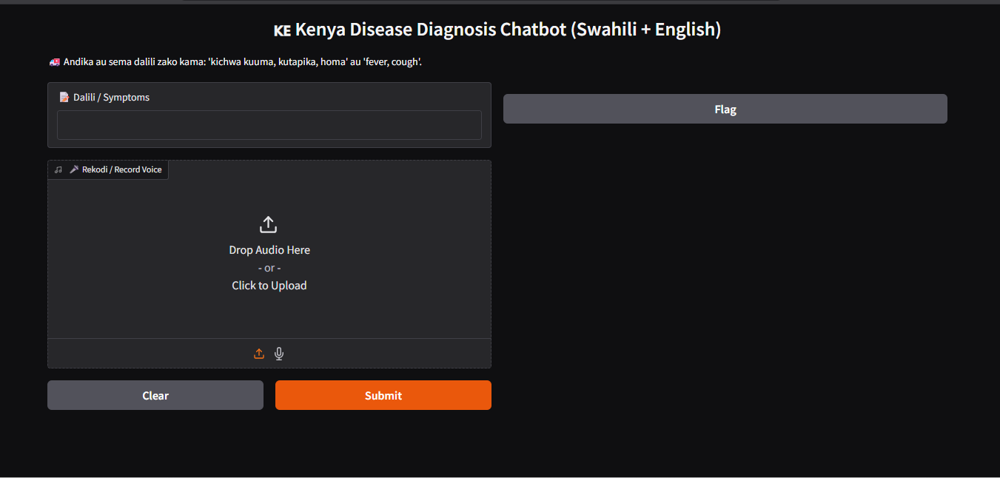 KE Kenya Disease Diagnosis Chatbot (Swahili + English)
Andika au sema dalili zako kama: 'kichwa kuuma, kutapika, homa' au 'fever, cough'.
Dalili / Symptoms
Flag
Rekodi / Record Voice
Drop Audio Here
- or -
Click to Upload
Clear
Submit